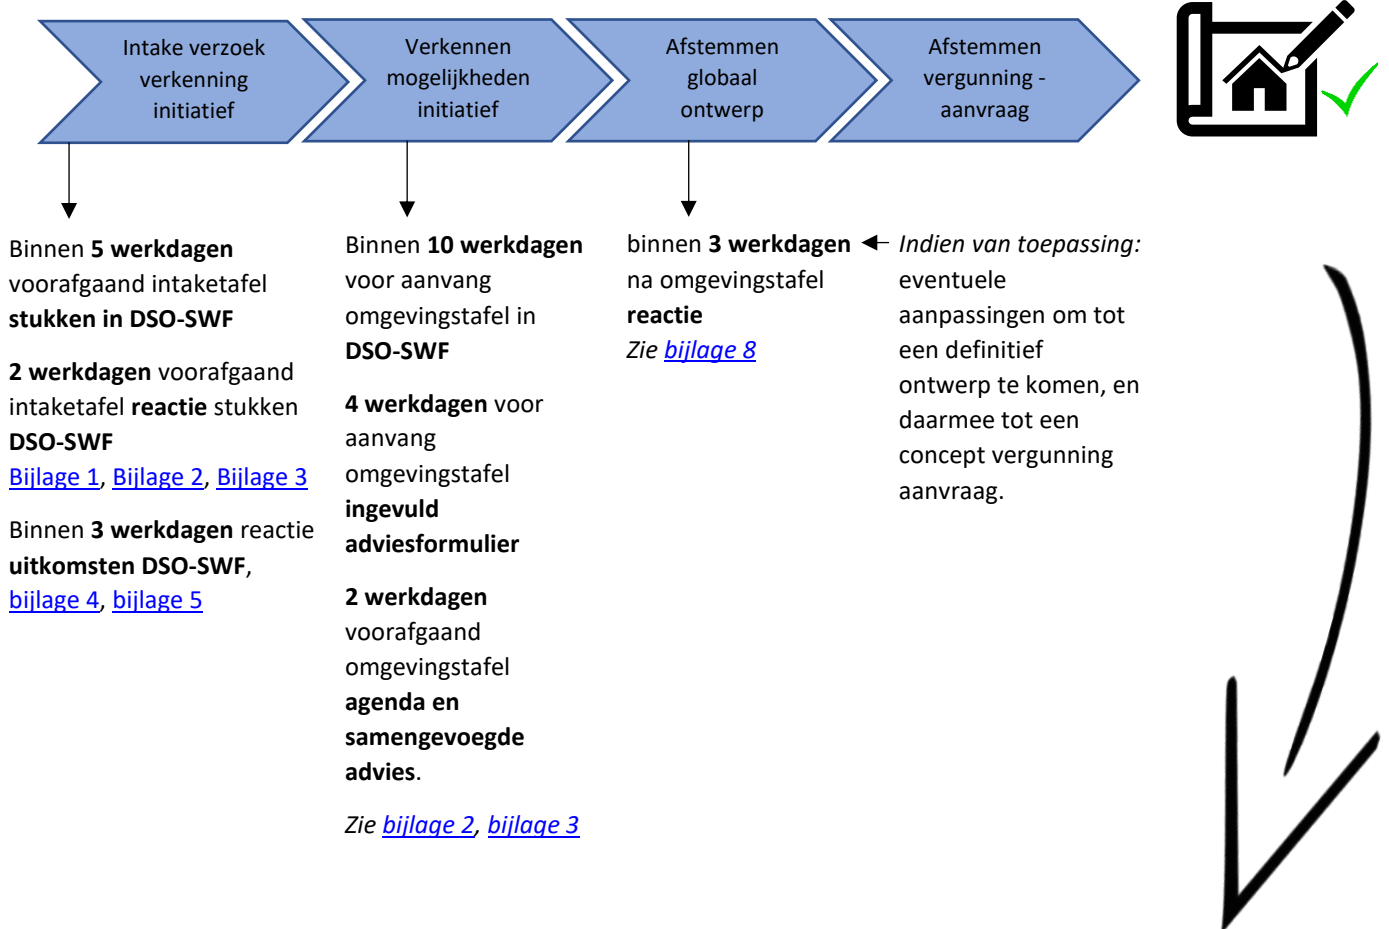 Intake verzoek
verkenning
initiatief
Verkennen
mogelijkheden
initiatief
Afstemmen
globaal
ontwerp
Afstemmen
vergunning -
aanvraag
Binnen 5 werkdagen
voorafgaand intaketafel
stukken in DSO-SWF
2 werkdagen voorafgaand
intaketafel reactie stukken
DSO-SWF
Bijlage 1, Bijlage 2, Bijlage 3
Binnen 3 werkdagen reactie
uitkomsten DSO-SWF,
bijlage 4, bijlage 5
Binnen 10 werkdagen
voor aanvang
omgevingstafel in
DSO-SWF
4 werkdagen voor
aanvang
omgevingstafel
ingevuld
adviesformulier
2 werkdagen
voorafgaand
omgevingstafel
agenda en
samengevoegde
advies.
Zie bijlage 2, bijlage 3
binnen 3 werkdagen
na omgevingstafel
reactie
Zie bijlage 8
Indien van toepassing:
eventuele
aanpassingen om tot
een definitief
ontwerp te komen, en
daarmee tot een
concept vergunning
aanvraag.